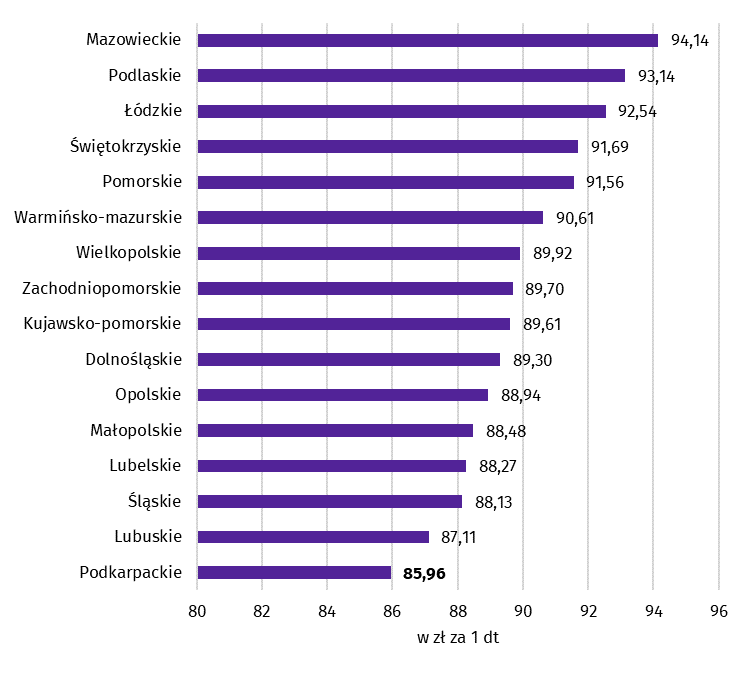 Mazowieckie 94,14
Podlaskie 93,14
Łódzkie 92,54
Świętokrzyskie 91,69
Pomorskie 91,56
Warmińsko-mazurskie 90,61
Wielkopolskie 89,92
Zachodniopomorskie 89,70
Kujawsko-pomorskie 89,61
Dolnośląskie 89,30
Opolskie 88,94
Małopolskie 88,48
Lubelskie 88,27
Śląskie 88,13
Lubuskie 87,11
Podkarpackie 85,96
80 82 84 86 88 90 92 94 96
w zł za 1 dt